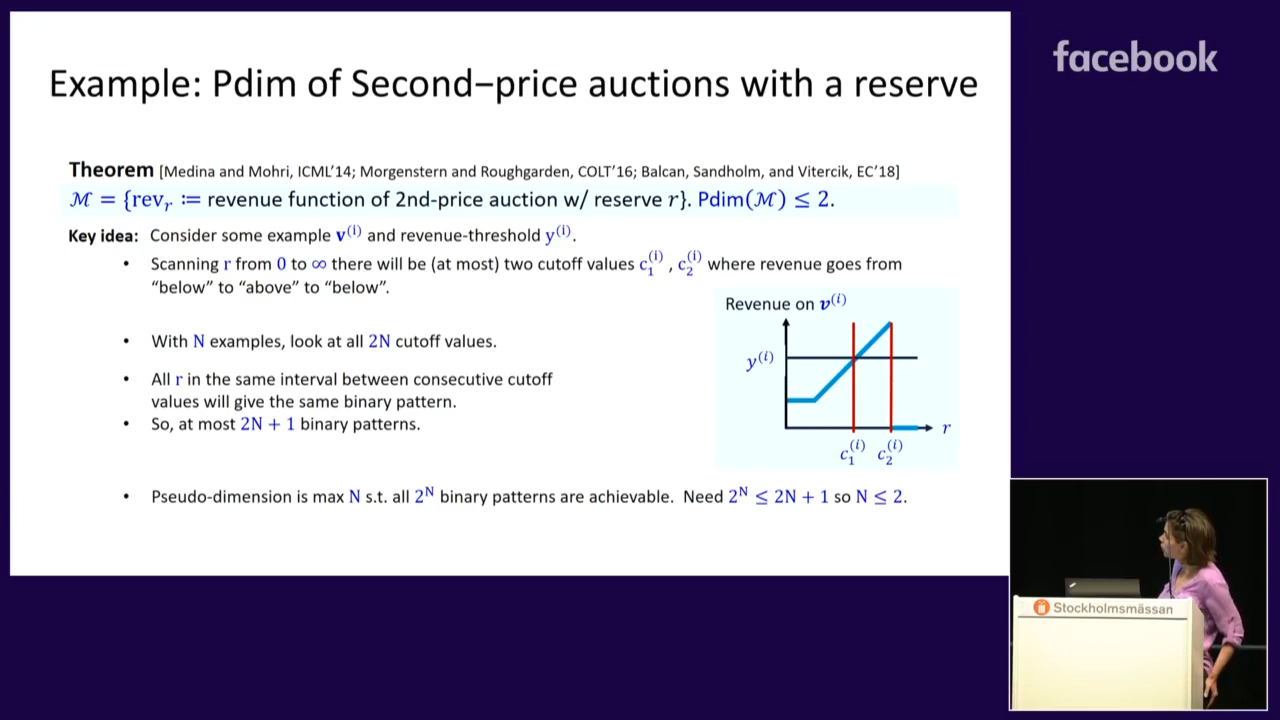 facebook
Example: Pdim of Second–price auctions with a reserve
Theorem [Medina and Mohri, ICML'14; Morgenstern and Roughgarden, COLT'16; Balcan, Sandholm, and Vitercik, EC'18]
ℳ = {rev_r := revenue function of 2nd-price auction w/ reserve r}. Pdim(ℳ) ≤ 2.
Key idea: Consider some example v^(i) and revenue-threshold y^(i).
• Scanning r from 0 to ∞ there will be (at most) two cutoff values c_1^(i), c_2^(i) where revenue goes from
"below" to "above" to "below".
Revenue on v^(i)
• With N examples, look at all 2N cutoff values.
y^(i)
• All r in the same interval between consecutive cutoff
values will give the same binary pattern.
• So, at most 2N + 1 binary patterns.
r
c_1^(i) c_2^(i)
• Pseudo-dimension is max N s.t. all 2^N binary patterns are achievable. Need 2^N ≤ 2N + 1 so N ≤ 2.
Stockholmsmässan